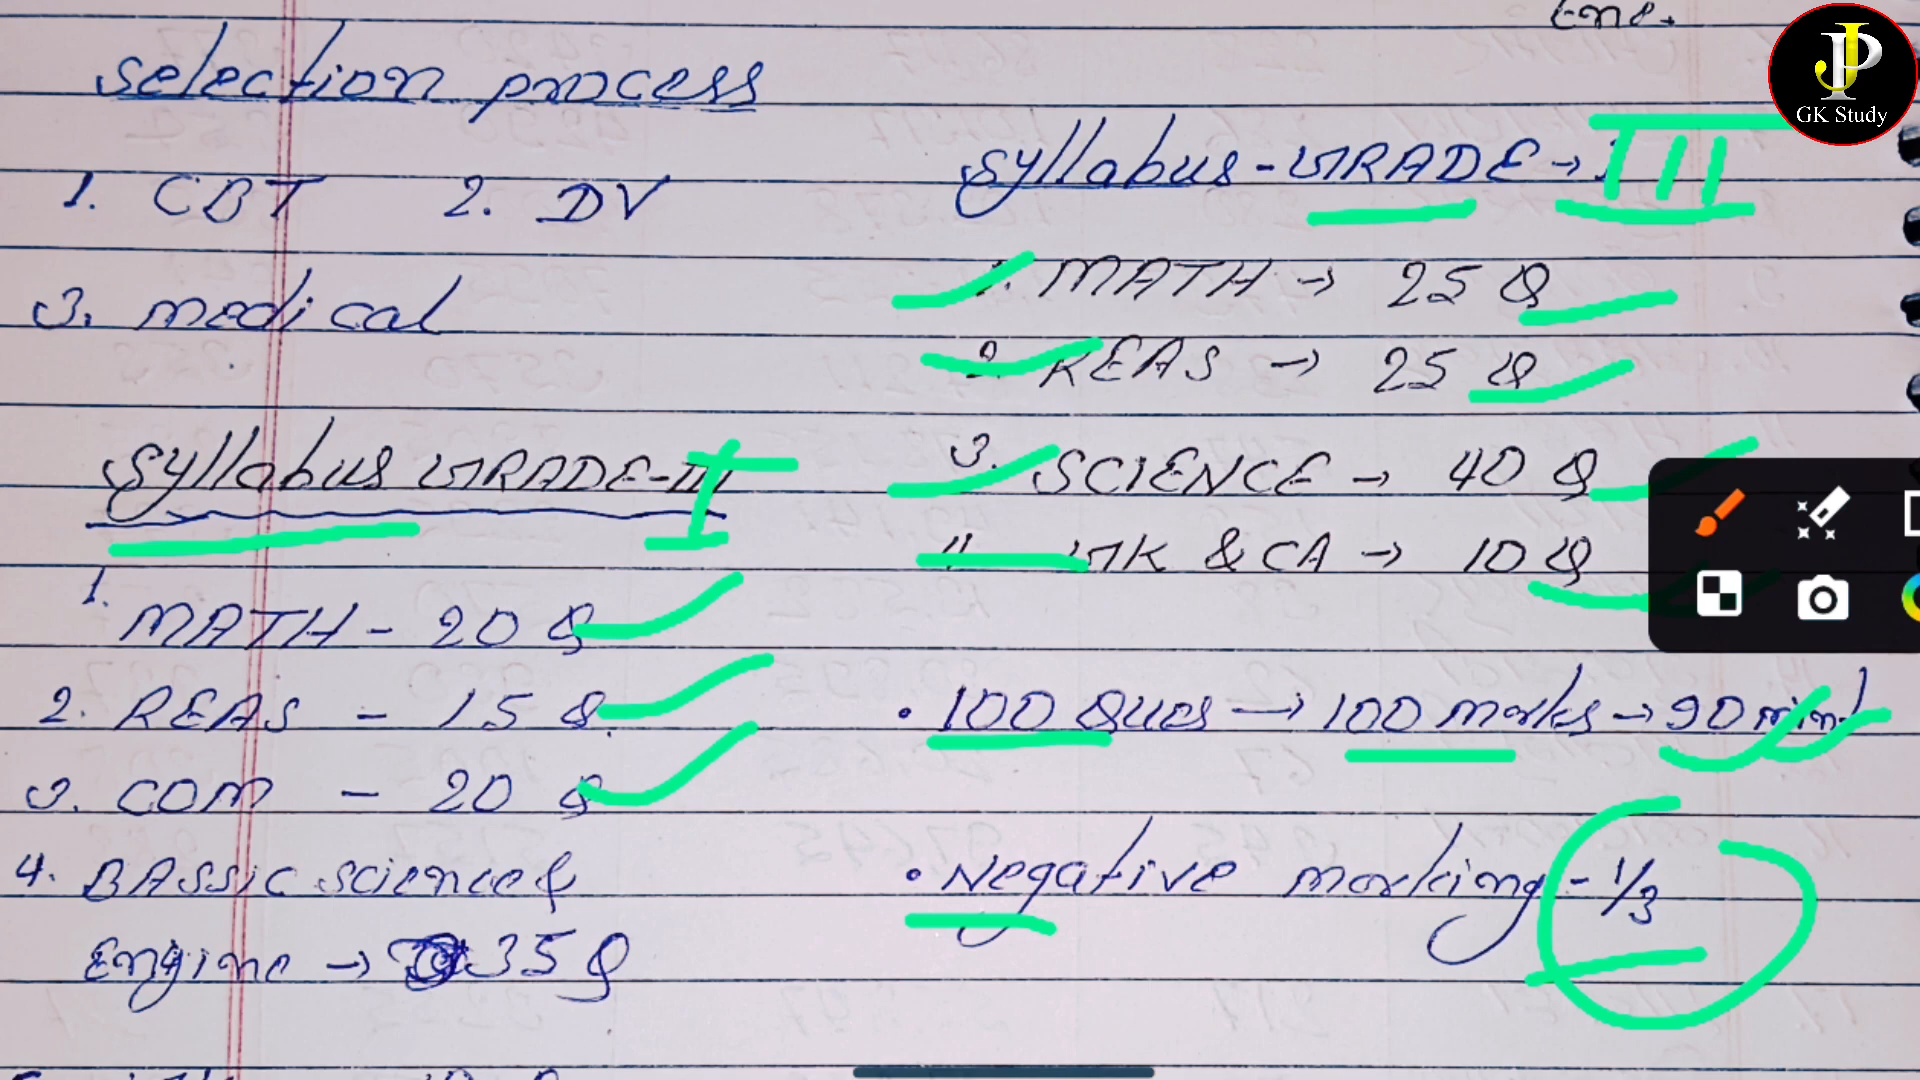 selection process
1. CBT 2. DV
3. medical
Syllabus GRADE-I
1.
MATH - 20 Q
2. REAS - 15 Q
3. COM - 20 Q
4. BASSIC science &
Engine → 35 Q
JP
GK Study
Syllabus - GRADE → III
1. MATH → 25 Q
2. REAS → 25 Q
3. SCIENCE → 40 Q
GK & CA → 10 Q
• 100 Ques → 100 marks → 90 min
• Negative marking - 1/3